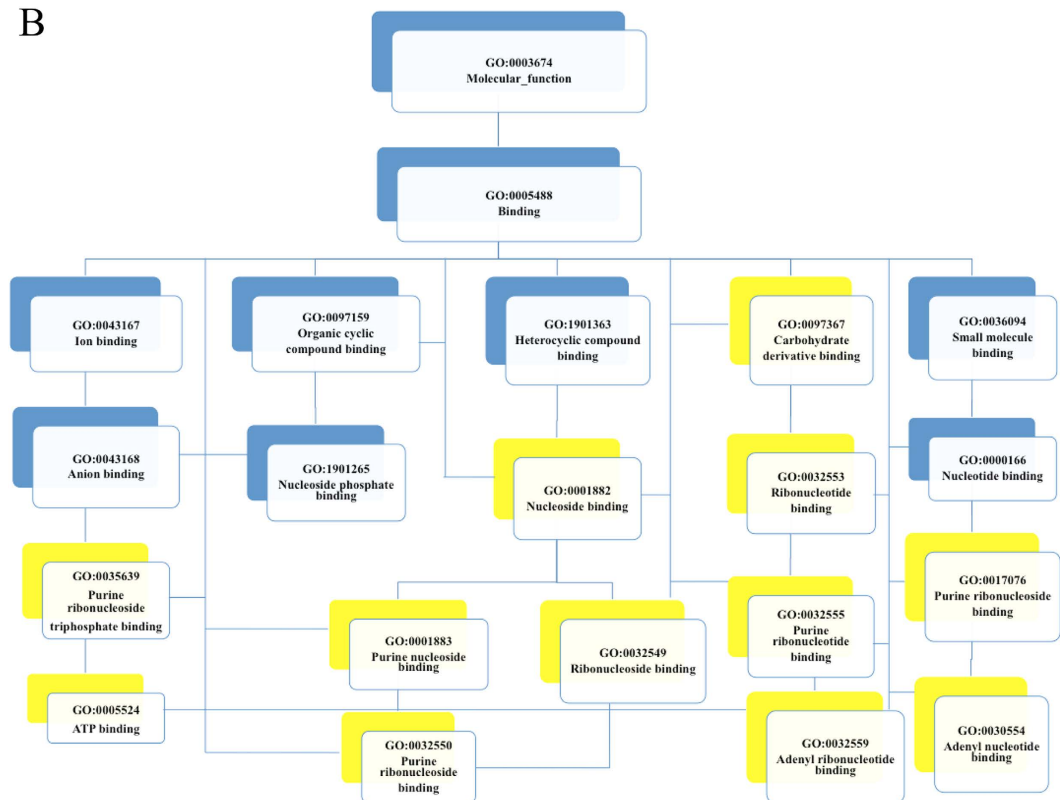 B
GO:0003674
Molecular_function
GO:0005488
Binding
GO:0043167
Ion binding
GO:0097159
Organic cyclic
compound binding
GO:1901363
Heterocyclic compound
binding
GO:0097367
Carbohydrate
derivative binding
GO:0036094
Small molecule
binding
GO:0043168
Anion binding
GO:1901265
Nucleoside phosphate
binding
GO:0001882
Nucleoside binding
GO:0032553
Ribonucleotide
binding
GO:0000166
Nucleotide binding
GO:0035639
Purine
ribonucleoside
triphosphate binding
GO:0001883
Purine nucleoside
binding
GO:0032549
Ribonucleoside binding
GO:0032555
Purine
ribonucleotide
binding
GO:0017076
Purine ribonucleoside
binding
GO:0005524
ATP binding
GO:0032550
Purine
ribonucleoside
binding
GO:0032559
Adenyl ribonucleotide
binding
GO:0030554
Adenyl nucleotide
binding